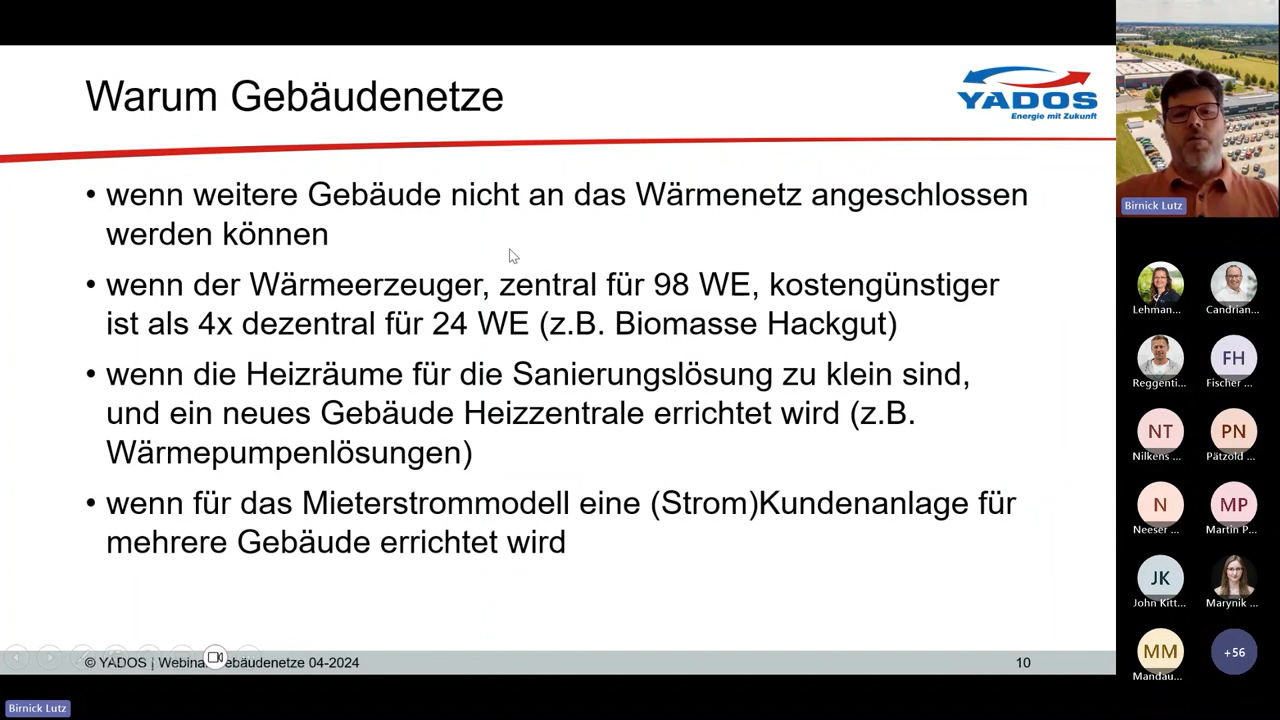 Warum Gebäudenetze
YADOS
Energie mit Zukunft
• wenn weitere Gebäude nicht an das Wärmenetz angeschlossen
werden können
• wenn der Wärmeerzeuger, zentral für 98 WE, kostengünstiger
ist als 4x dezentral für 24 WE (z.B. Biomasse Hackgut)
• wenn die Heizräume für die Sanierungslösung zu klein sind,
und ein neues Gebäude Heizzentrale errichtet wird (z.B.
Wärmepumpenlösungen)
• wenn für das Mieterstrommodell eine (Strom)Kundenanlage für
mehrere Gebäude errichtet wird
© YADOS | Webina ebäudenetze 04-2024
10
Birnick Lutz
Birnick Lutz
Lehman...
Candrian...
Reggenti...
FH
Fischer ...
NT
Nilkens ...
PN
Pätzold ...
N
Neeser ...
MP
Martin P...
JK
John Kitt...
Marynik ...
MM
Mandau...
+56